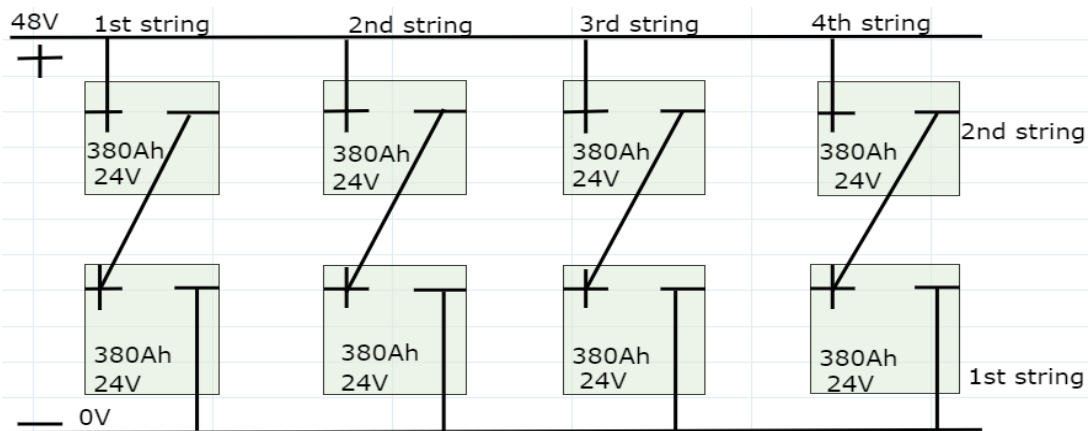 48V
1st string
2nd string
3rd string
4th string
380Ah
24V
380Ah
24V
380Ah
24V
380Ah
24V
2nd string
380Ah
24V
380Ah
24V
380Ah
24V
380Ah
24V
1st string
0V